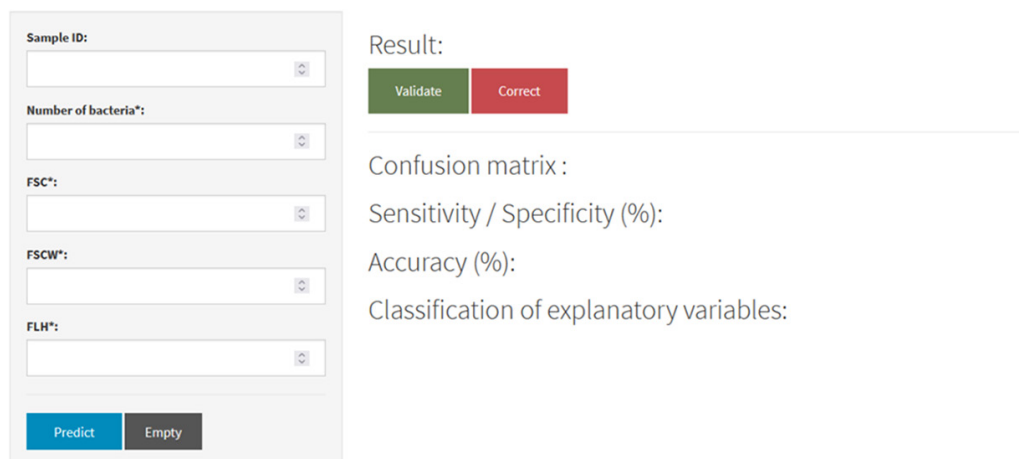 Sample ID:
Number of bacteria*:
FSC*:
FSCW*:
FLH*:
Predict Empty
Result:
Validate Correct
Confusion matrix :
Sensitivity / Specificity (%):
Accuracy (%):
Classification of explanatory variables: